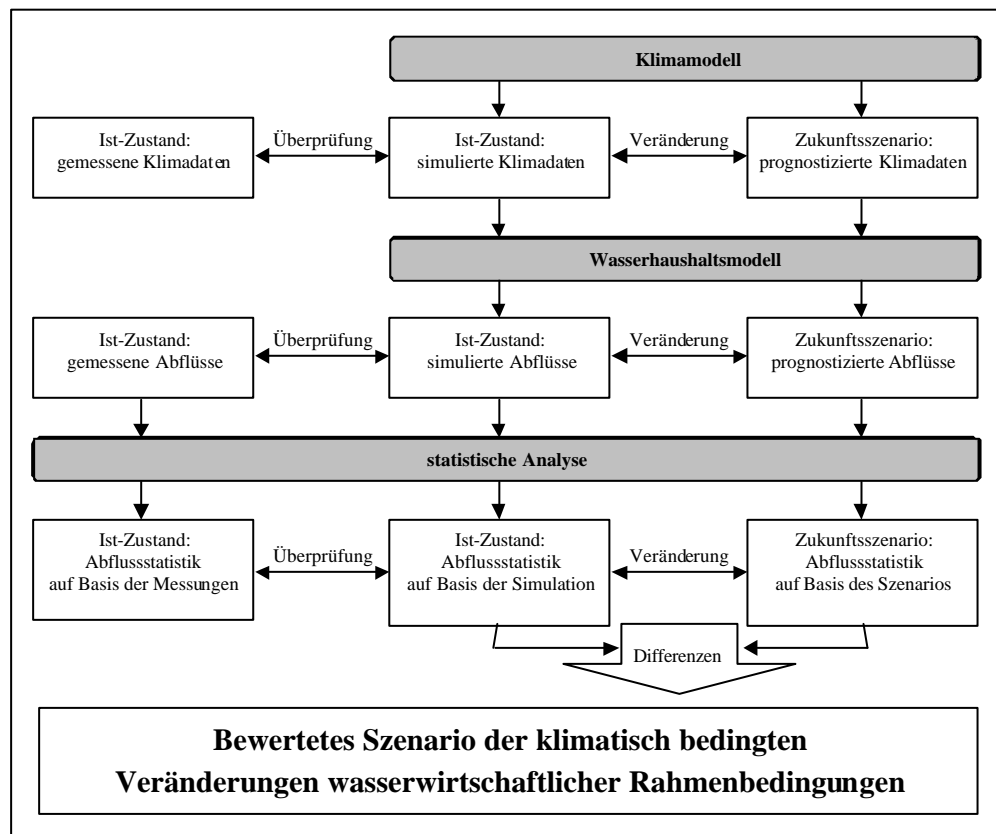 Klimamodell
Ist-Zustand:
gemessene Klimadaten
Überprüfung
Ist-Zustand:
simulierte Klimadaten
Veränderung
Zukunftsszenario:
prognostizierte Klimadaten
Wasserhaushaltsmodell
Ist-Zustand:
gemessene Abflüsse
Überprüfung
Ist-Zustand:
simulierte Abflüsse
Veränderung
Zukunftsszenario:
prognostizierte Abflüsse
statistische Analyse
Ist-Zustand:
Abflussstatistik
auf Basis der Messungen
Überprüfung
Ist-Zustand:
Abflussstatistik
auf Basis der Simulation
Veränderung
Zukunftsszenario:
Abflussstatistik
auf Basis des Szenarios
Differenzen
Bewertetes Szenario der klimatisch bedingten
Veränderungen wasserwirtschaftlicher Rahmenbedingungen